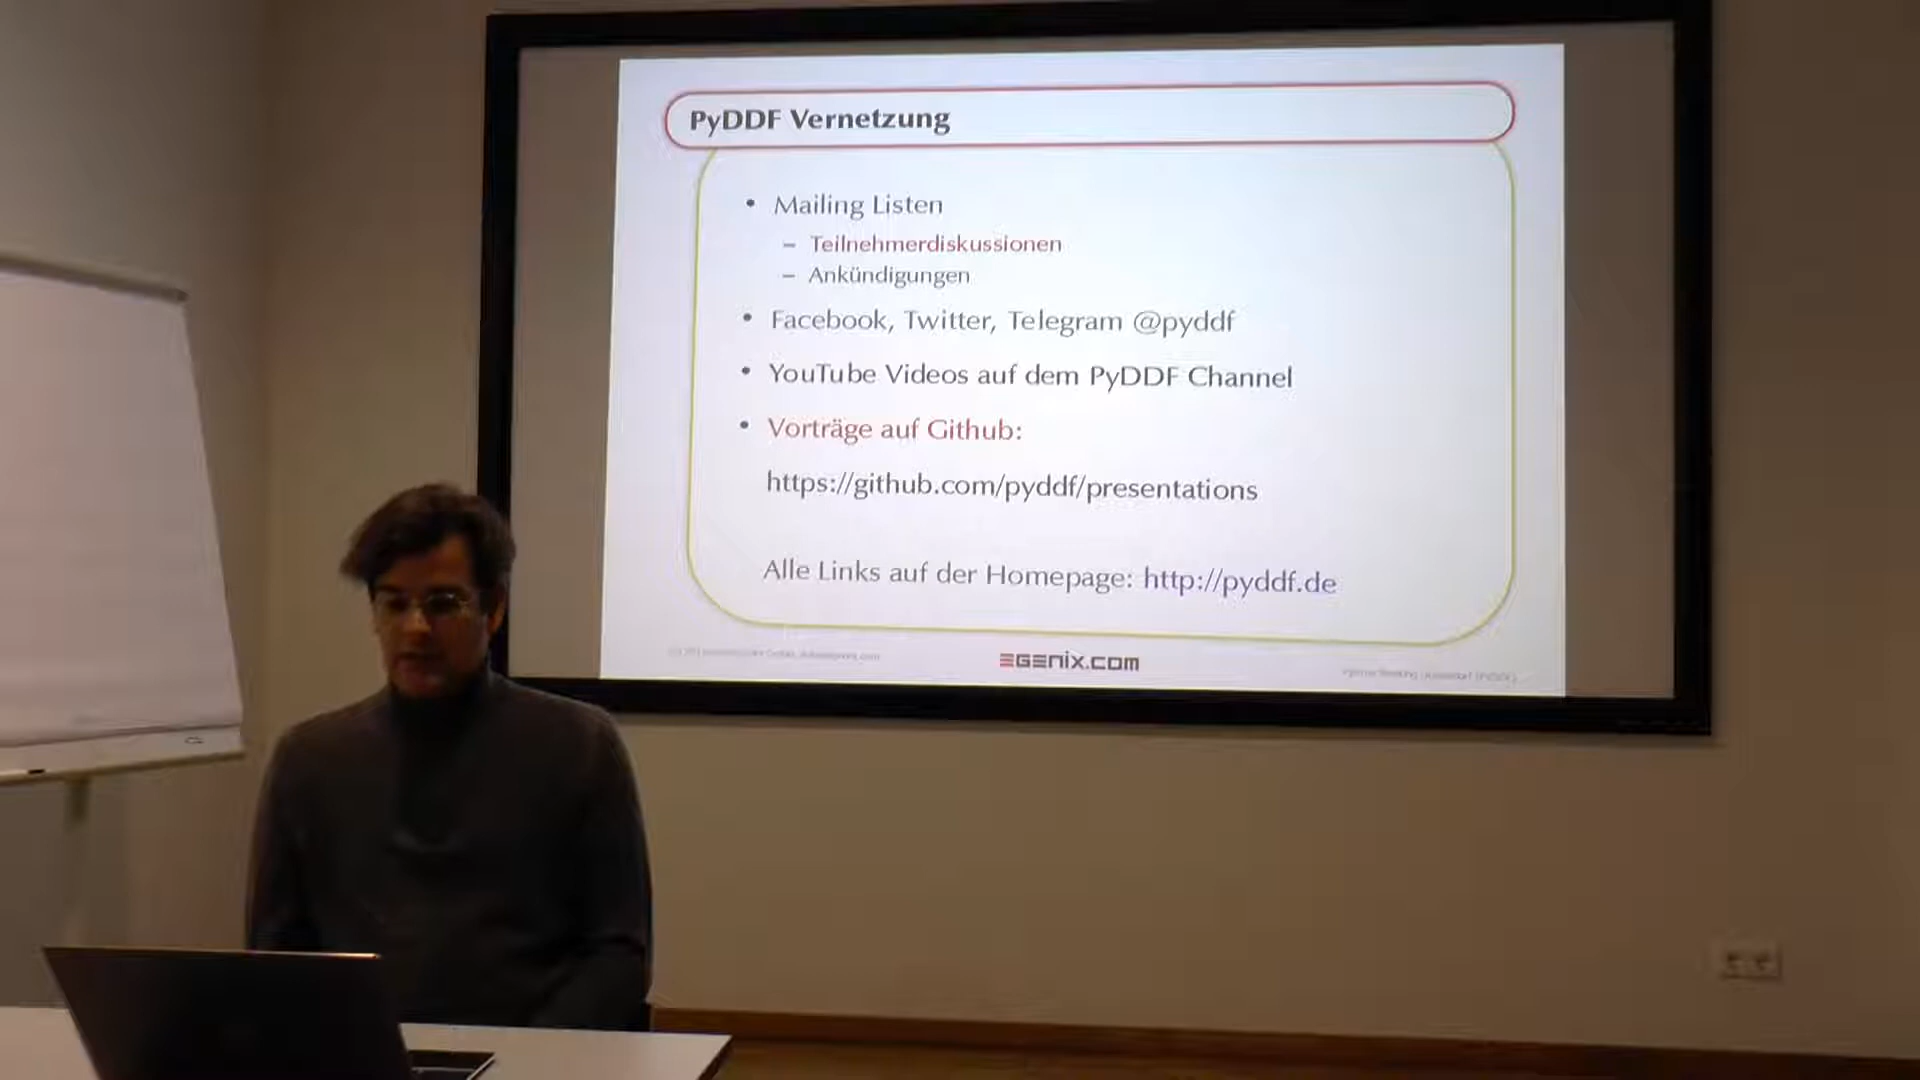 PyDDF Vernetzung
• Mailing Listen
– Teilnehmerdiskussionen
– Ankündigungen
• Facebook, Twitter, Telegram @pyddf
• YouTube Videos auf dem PyDDF Channel
• Vorträge auf Github:
https://github.com/pyddf/presentations
Alle Links auf der Homepage: http://pyddf.de
EGENIX.COM